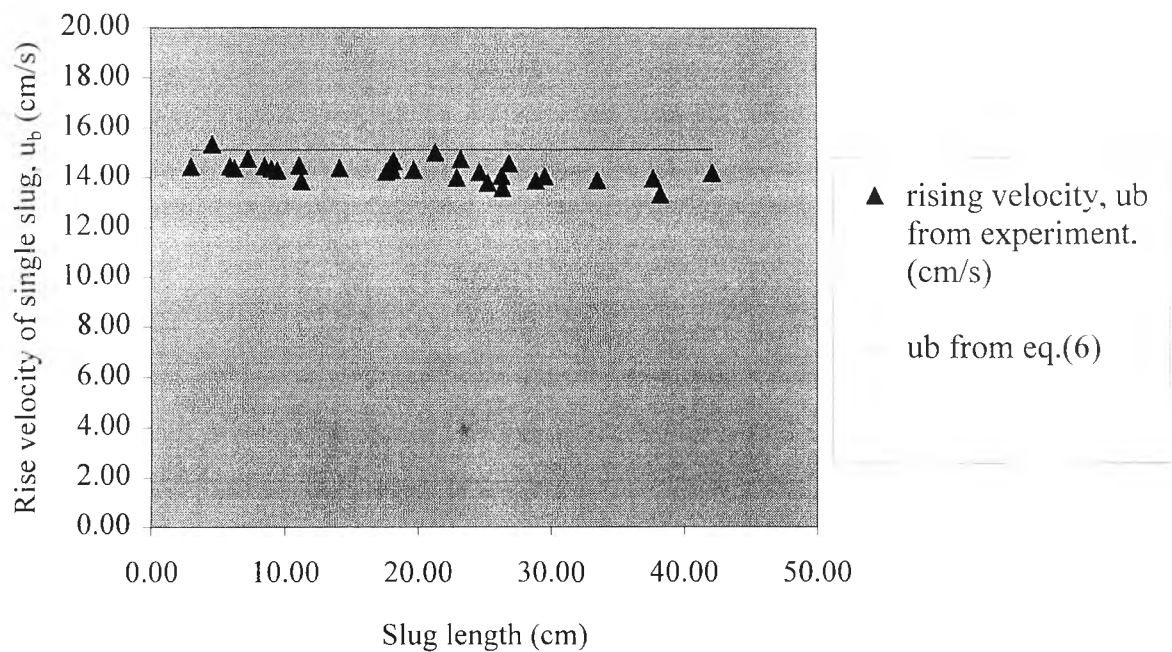 20.00
18.00
16.00
14.00
12.00
10.00
8.00
6.00
4.00
2.00
0.00
Rise velocity of single slug, u_b (cm/s)
0.00 10.00 20.00 30.00 40.00 50.00
Slug length (cm)
▲ rising velocity, ub
from experiment.
(cm/s)
ub from eq.(6)